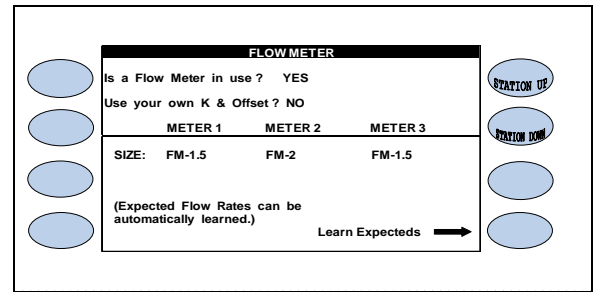 FLOW METER
Is a Flow Meter in use? YES
STATION UP
Use your own K & Offset? NO
METER 1 METER 2 METER 3
STATION DOWN
SIZE: FM-1.5 FM-2 FM-1.5
(Expected Flow Rates can be
automatically learned.)
Learn Expecteds